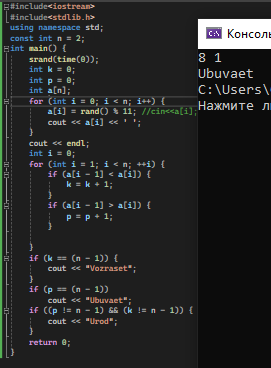 #include<iostream>
#include<stdlib.h>
using namespace std;
const int n = 2;
int main() {
srand(time(0));
int k = 0;
int p = 0;
int a[n];
for (int i = 0; i < n; i++) {
a[i] = rand() % 11; //cin<<a[i];
cout << a[i] << ' ';
}
cout << endl;
int i = 0;
for (int i = 1; i < n; ++i) {
if (a[i - 1] < a[i]) {
k = k + 1;
}
if (a[i - 1] > a[i]) {
p = p + 1;
}
}
if (k == (n - 1)) {
cout << "Vozraset";
}
if (p == (n - 1))
cout << "Ubuvaet";
if ((p != n - 1) && (k != n - 1)) {
cout << "Urod";
}
return 0;
}
Консоль
8 1
Ubuvaet
C:\Users\
Нажмите